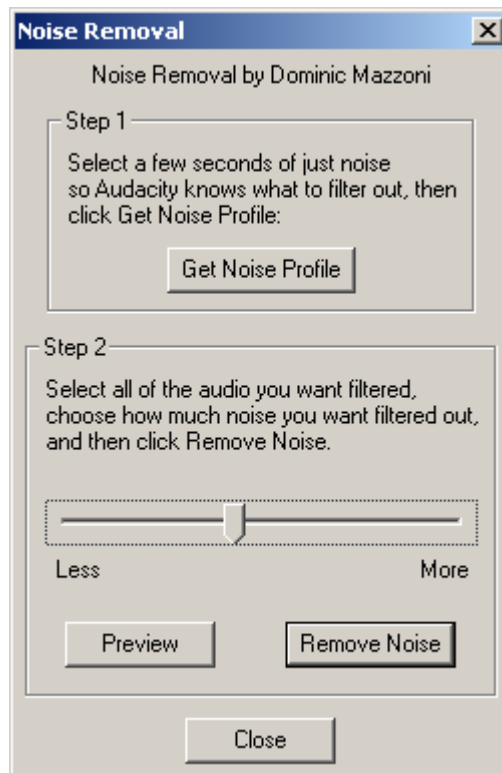 Noise Removal
Noise Removal by Dominic Mazzoni
Step 1
Select a few seconds of just noise
so Audacity knows what to filter out, then
click Get Noise Profile:
Get Noise Profile
Step 2
Select all of the audio you want filtered,
choose how much noise you want filtered out,
and then click Remove Noise.
Less More
Preview Remove Noise
Close